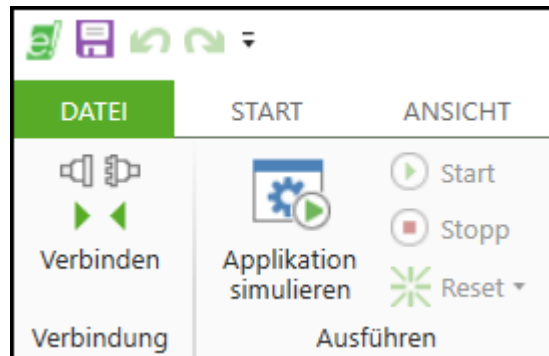 DATEI START ANSICHT
Verbinden
Verbindung
Applikation
simulieren
Start
Stopp
Reset
Ausführen